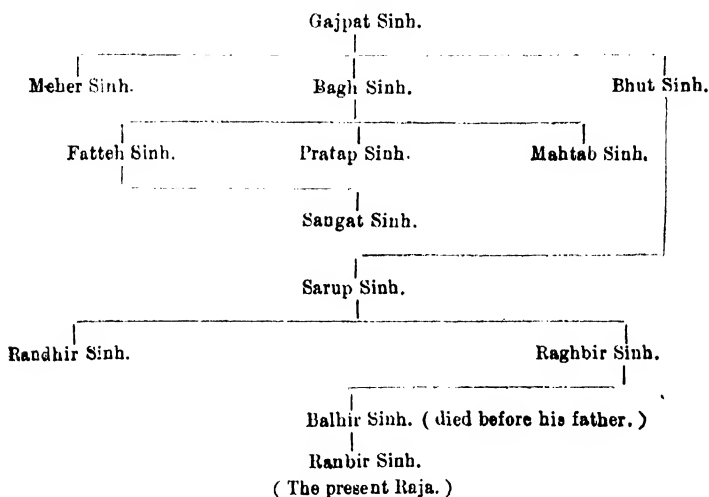 Gajpat Sinh.
Meher Sinh. Bagh Sinh. Bhut Sinh.
Fatteh Sinh. Pratap Sinh. Mahtab Sinh.
Sangat Sinh.
Sarup Sinh.
Randhir Sinh. Raghbir Sinh.
Balhir Sinh. ( died before his father. )
Ranbir Sinh.
( The present Raja. )